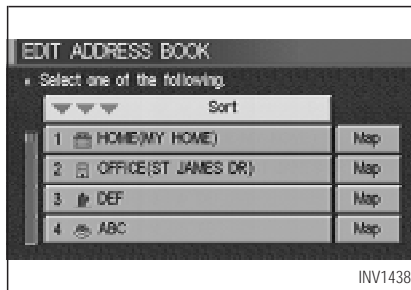 EDIT ADDRESS BOOK
Select one of the following.
Sort
1 HOME(MY HOME) Map
2 OFFICE(ST JAMES DR) Map
3 DEF Map
4 ABC Map
INV1438